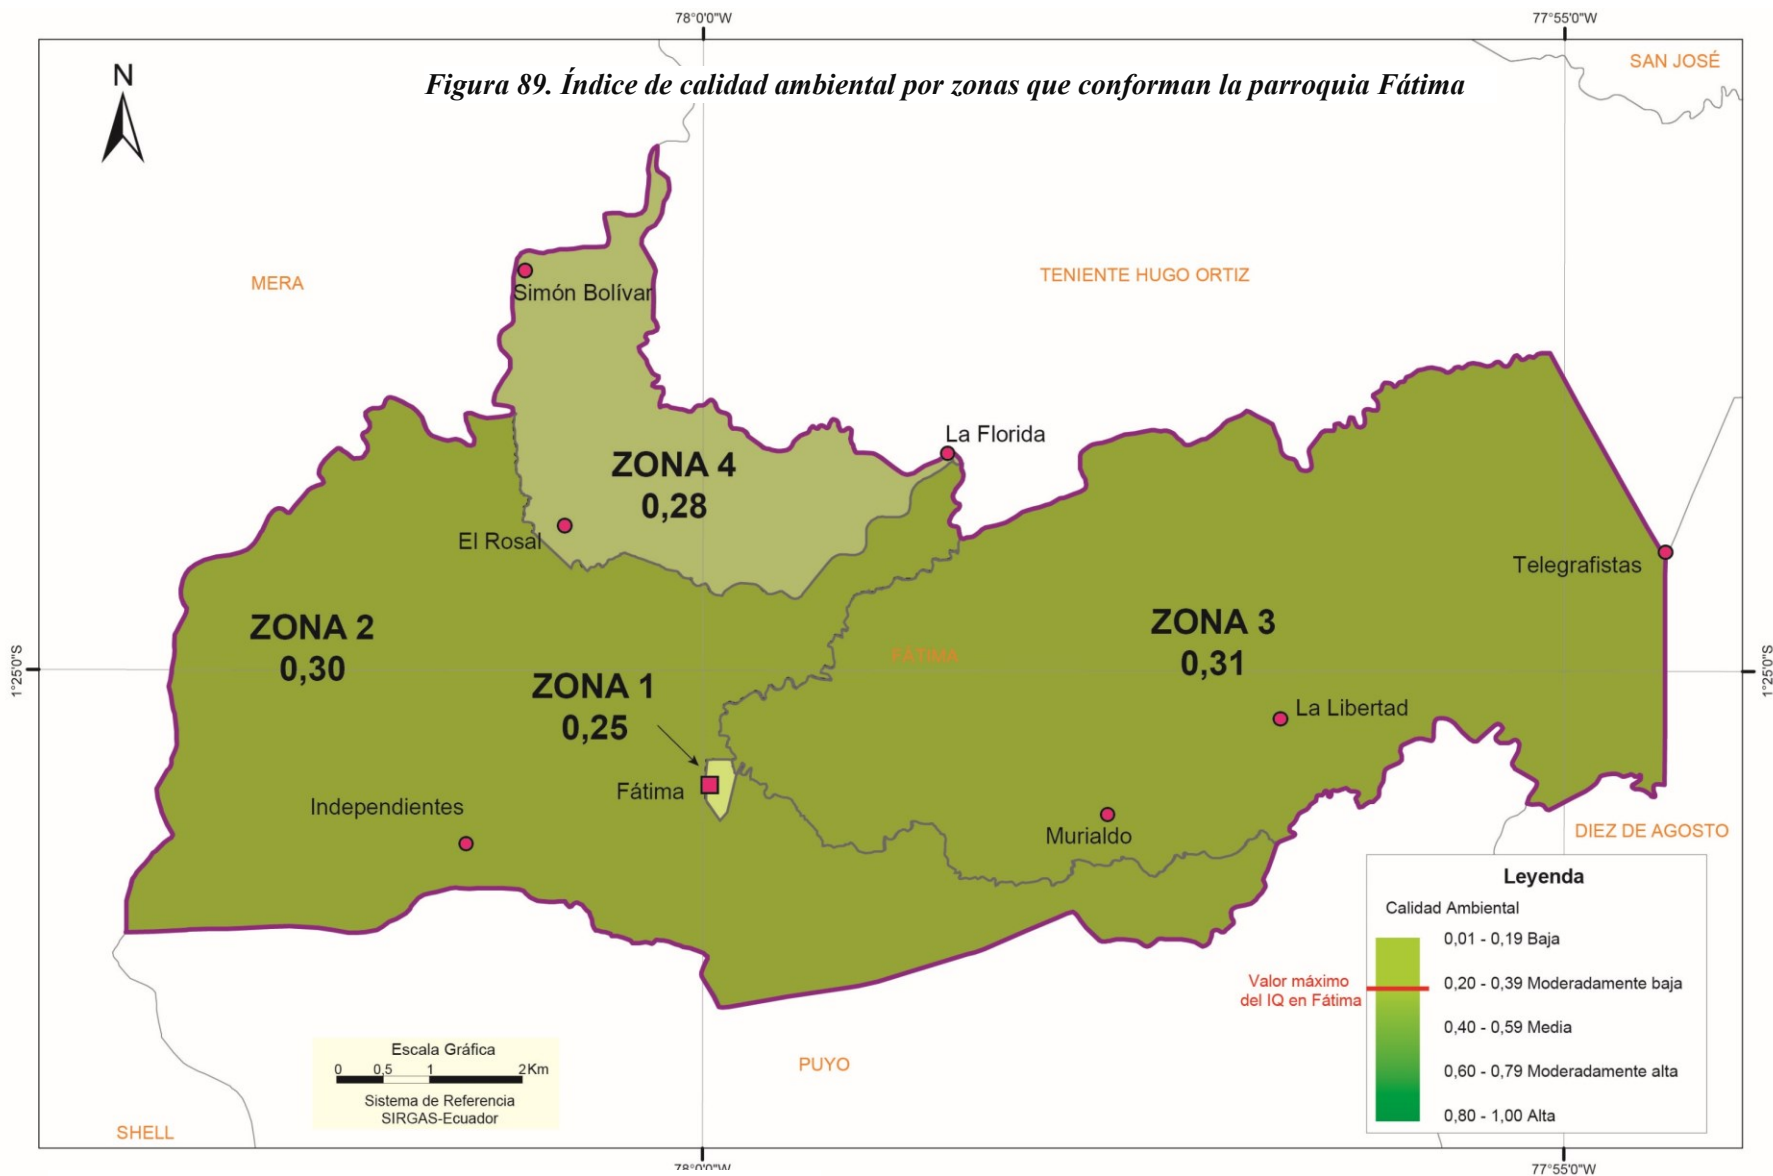 78°0'0"W
77°55'0"W
SAN JOSÉ
N
Figura 89. Índice de calidad ambiental por zonas que conforman la parroquia Fátima
MERA
TENIENTE HUGO ORTIZ
Simón Bolívar
La Florida
ZONA 4
0,28
El Rosal
Telegrafistas
ZONA 2
0,30
ZONA 3
0,31
FÁTIMA
1°25'0"S
1°25'0"S
ZONA 1
0,25
La Libertad
Fátima
Independientes
Murialdo
DIEZ DE AGOSTO
Leyenda
Calidad Ambiental
0,01 - 0,19 Baja
Valor máximo
del IQ en Fátima
0,20 - 0,39 Moderadamente baja
0,40 - 0,59 Media
0,60 - 0,79 Moderadamente alta
0,80 - 1,00 Alta
Escala Gráfica
0 0,5 1 2Km
Sistema de Referencia
SIRGAS-Ecuador
PUYO
SHELL
78°0'0"W
77°55'0"W